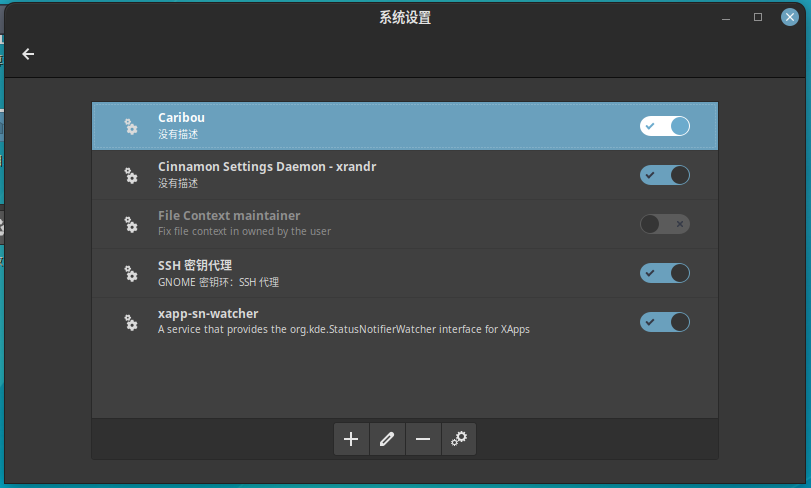 系统设置
Caribou
没有描述
Cinnamon Settings Daemon - xrandr
没有描述
File Context maintainer
Fix file context in owned by the user
SSH 密钥代理
GNOME 密钥环：SSH 代理
xapp-sn-watcher
A service that provides the org.kde.StatusNotifierWatcher interface for XApps